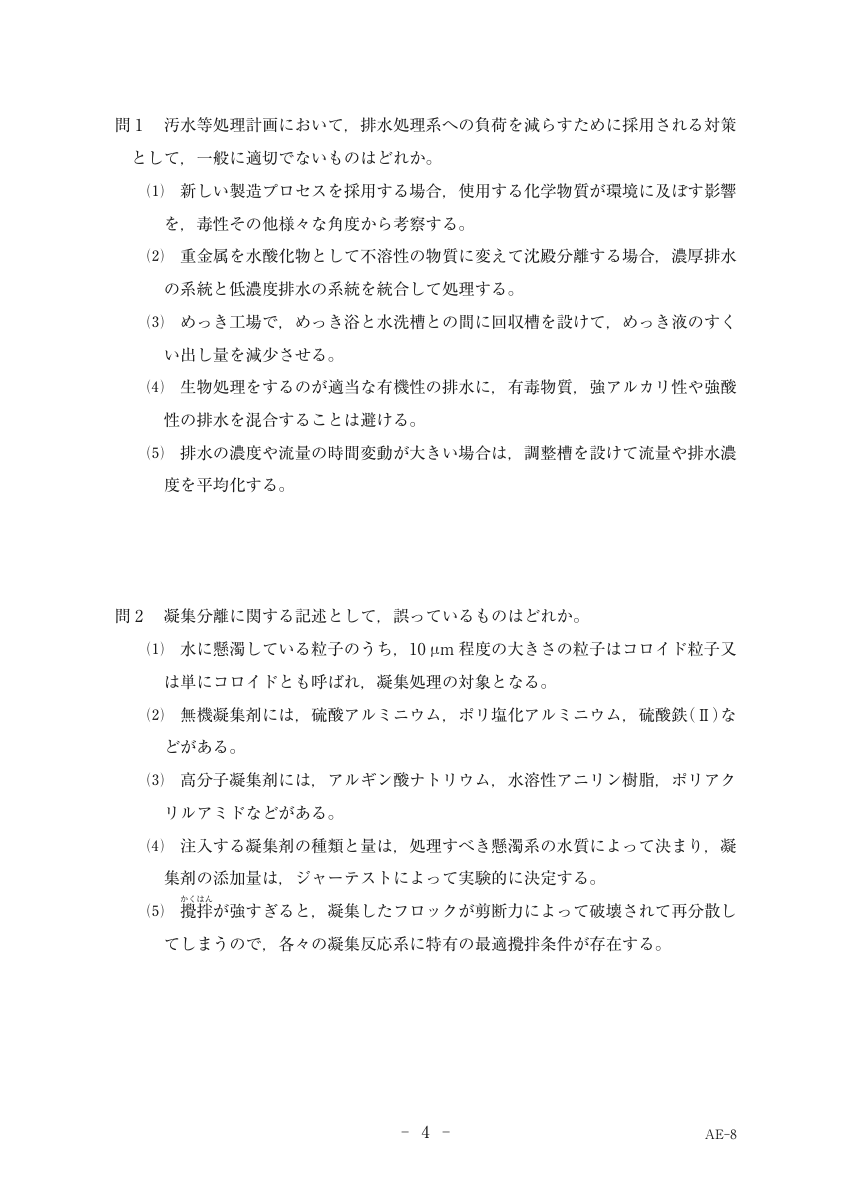 問1 汚水等処理計画において，排水処理系への負荷を減らすために採用される対策
として，一般に適切でないものはどれか。
(1) 新しい製造プロセスを採用する場合，使用する化学物質が環境に及ぼす影響
を，毒性その他様々な角度から考察する。
(2) 重金属を水酸化物として不溶性の物質に変えて沈殿分離する場合，濃厚排水
の系統と低濃度排水の系統を統合して処理する。
(3) めっき工場で，めっき浴と水洗槽との間に回収槽を設けて，めっき液のすく
い出し量を減少させる。
(4) 生物処理をするのが適当な有機性の排水に，有毒物質，強アルカリ性や強酸
性の排水を混合することは避ける。
(5) 排水の濃度や流量の時間変動が大きい場合は，調整槽を設けて流量や排水濃
度を平均化する。
問2 凝集分離に関する記述として，誤っているものはどれか。
(1) 水に懸濁している粒子のうち，10 μm 程度の大きさの粒子はコロイド粒子又
は単にコロイドとも呼ばれ，凝集処理の対象となる。
(2) 無機凝集剤には，硫酸アルミニウム，ポリ塩化アルミニウム，硫酸鉄(Ⅱ)な
どがある。
(3) 高分子凝集剤には，アルギン酸ナトリウム，水溶性アニリン樹脂，ポリアク
リルアミドなどがある。
(4) 注入する凝集剤の種類と量は，処理すべき懸濁系の水質によって決まり，凝
集剤の添加量は，ジャーテストによって実験的に決定する。
かくはん
(5) 攪拌が強すぎると，凝集したフロックが剪断力によって破壊されて再分散し
てしまうので，各々の凝集反応系に特有の最適攪拌条件が存在する。
- 4 -
AE-8